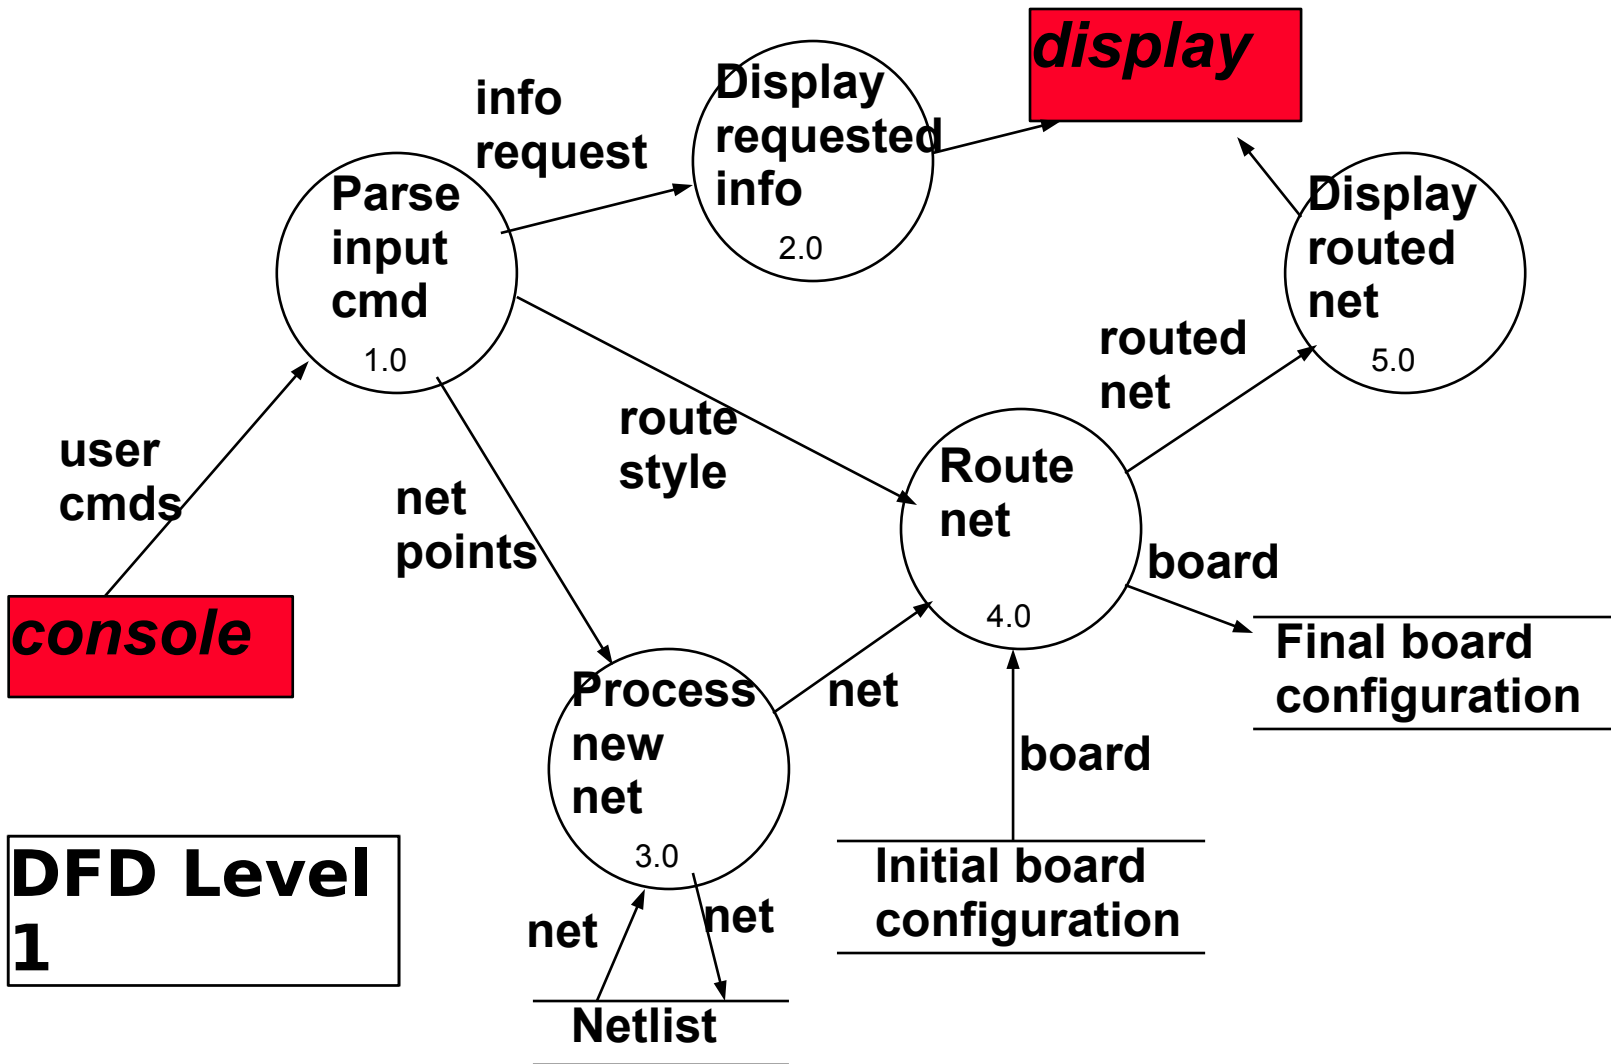 display
info
request
Display
requested
info
2.0
Parse
input
cmd
1.0
Display
routed
net
5.0
routed
net
user
cmds
route
style
net
points
Route
net
4.0
board
console
Final board
configuration
Process
new
net
3.0
net
board
DFD Level
1
Initial board
configuration
net
net
Netlist